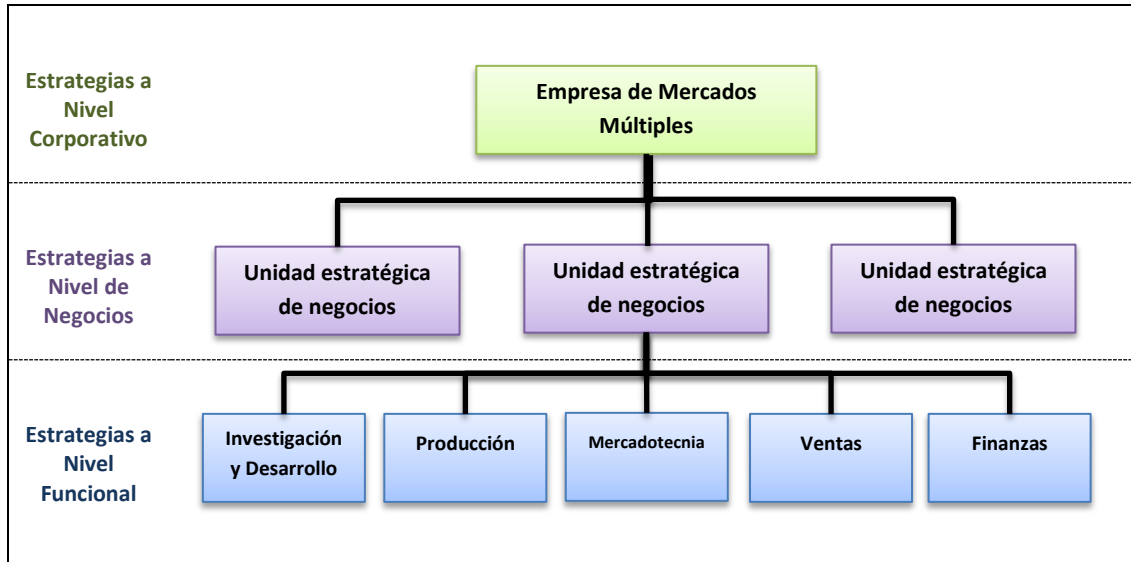 Estrategias a
Nivel
Corporativo
Empresa de Mercados
Múltiples
Estrategias a
Nivel de
Negocios
Unidad estratégica
de negocios
Unidad estratégica
de negocios
Unidad estratégica
de negocios
Estrategias a
Nivel
Funcional
Investigación
y Desarrollo
Producción
Mercadotecnia
Ventas
Finanzas